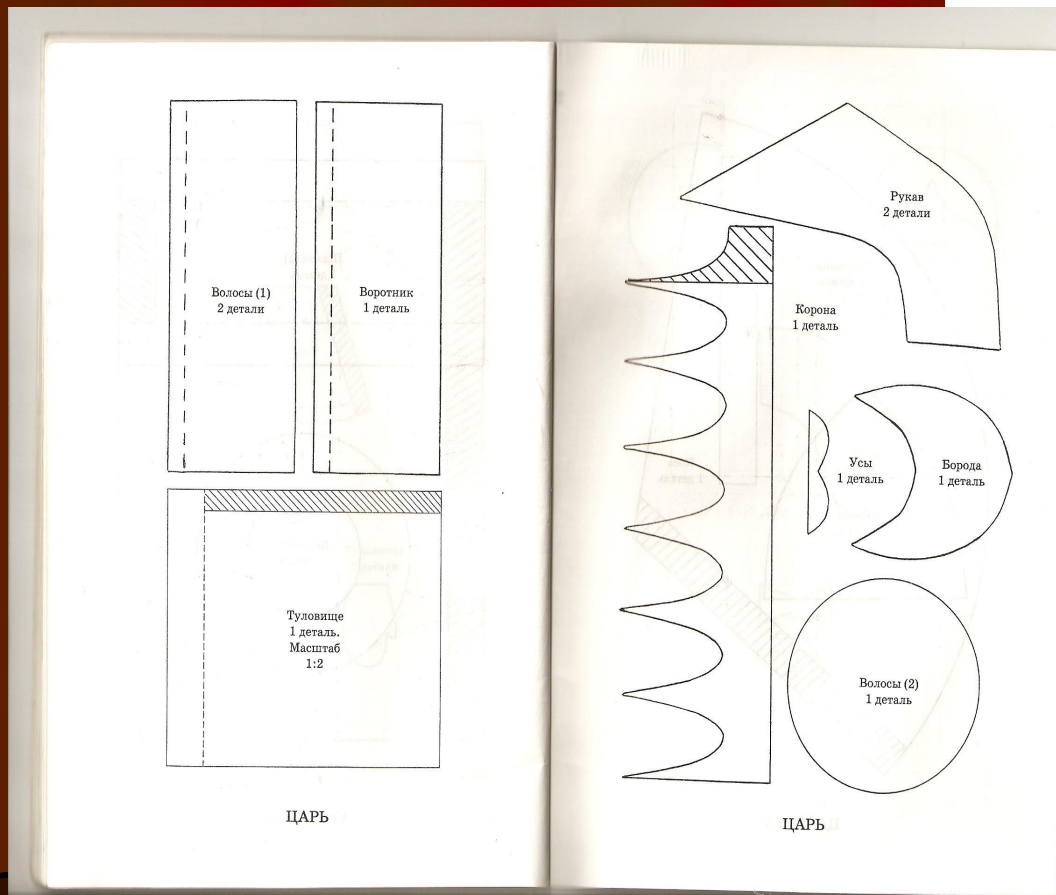 Волосы (1)
2 детали
Воротник
1 деталь
Туловище
1 деталь.
Масштаб
1:2
ЦАРЬ
Рукав
2 детали
Корона
1 деталь
Усы
1 деталь
Борода
1 деталь
Волосы (2)
1 деталь
ЦАРЬ